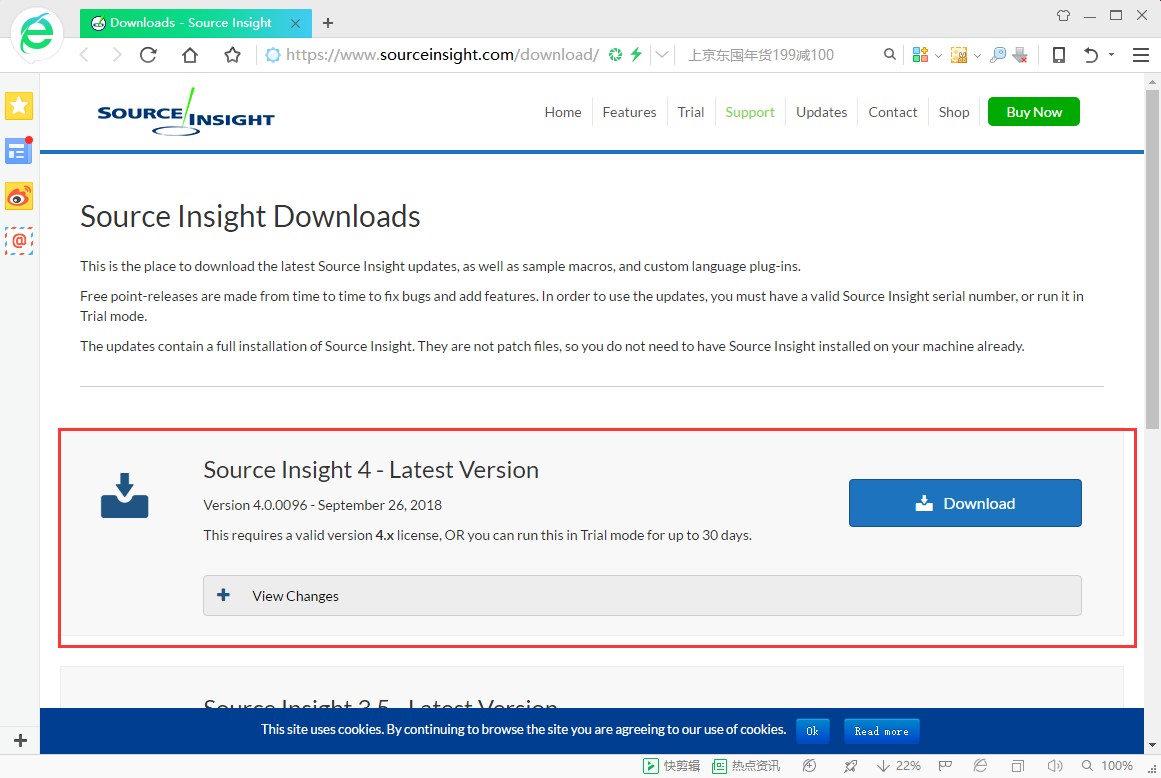 Downloads - Source Insight
https://www.sourceinsight.com/download/
上京东囤年货199减100
SOURCE INSIGHT
Home
Features
Trial
Support
Updates
Contact
Shop
Buy Now
Source Insight Downloads
This is the place to download the latest Source Insight updates, as well as sample macros, and custom language plug-ins.
Free point-releases are made from time to time to fix bugs and add features. In order to use the updates, you must have a valid Source Insight serial number, or run it in
Trial mode.
The updates contain a full installation of Source Insight. They are not patch files, so you do not need to have Source Insight installed on your machine already.
Source Insight 4 - Latest Version
Version 4.0.0096 - September 26, 2018
This requires a valid version 4.x license, OR you can run this in Trial mode for up to 30 days.
Download
View Changes
Source Insight 3.5 - Latest Version
This site uses cookies. By continuing to browse the site you are agreeing to our use of cookies.
Ok
Read more
快剪辑
热点资讯
22%
100%